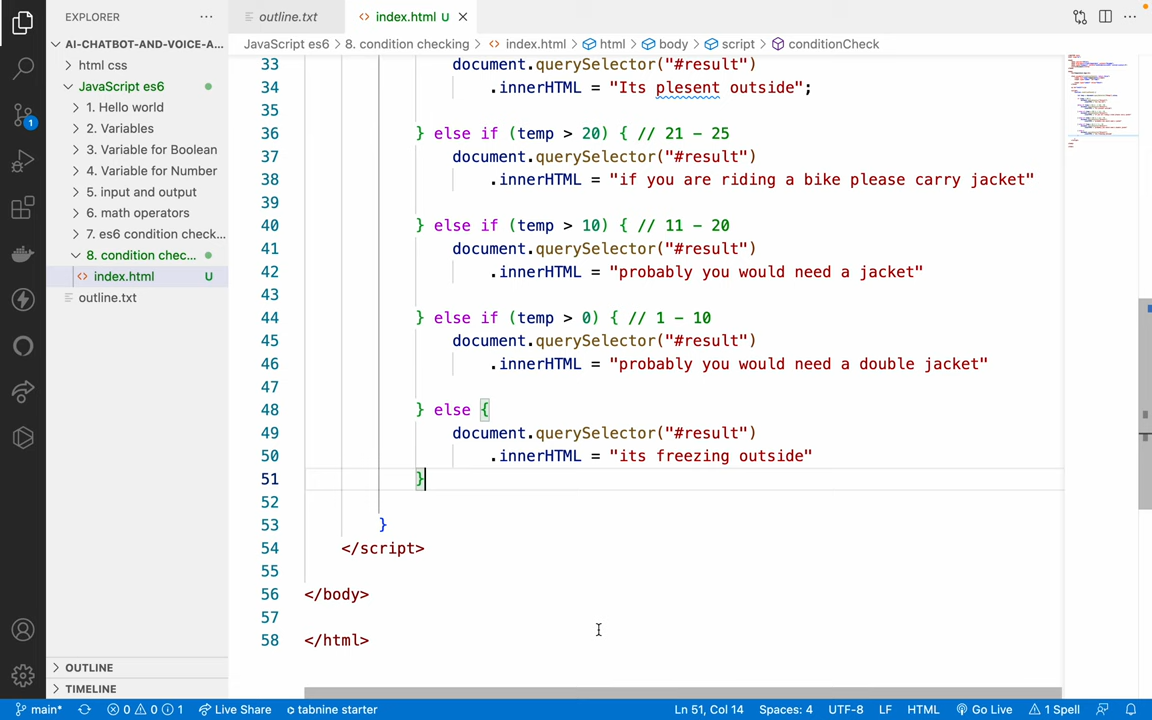 EXPLORER
outline.txt
<> index.html U
AI-CHATBOT-AND-VOICE-A...
JavaScript es6 > 8. condition checking > <> index.html > html > body > script > conditionCheck
html css
JavaScript es6
1. Hello world
2. Variables
3. Variable for Boolean
4. Variable for Number
5. input and output
6. math operators
7. es6 condition check...
8. condition chec...
<> index.html U
outline.txt
33 document.querySelector("#result")
34 .innerHTML = "Its plesent outside";
35
36 } else if (temp > 20) { // 21 - 25
37 document.querySelector("#result")
38 .innerHTML = "if you are riding a bike please carry jacket"
39
40 } else if (temp > 10) { // 11 - 20
41 document.querySelector("#result")
42 .innerHTML = "probably you would need a jacket"
43
44 } else if (temp > 0) { // 1 - 10
45 document.querySelector("#result")
46 .innerHTML = "probably you would need a double jacket"
47
48 } else {
49 document.querySelector("#result")
50 .innerHTML = "its freezing outside"
51 }
52
53 }
54 </script>
55
56 </body>
57
58 </html>
OUTLINE
TIMELINE
1
main* 0 0 1 Live Share tabnine starter Ln 51, Col 14 Spaces: 4 UTF-8 LF HTML Go Live 1 Spell